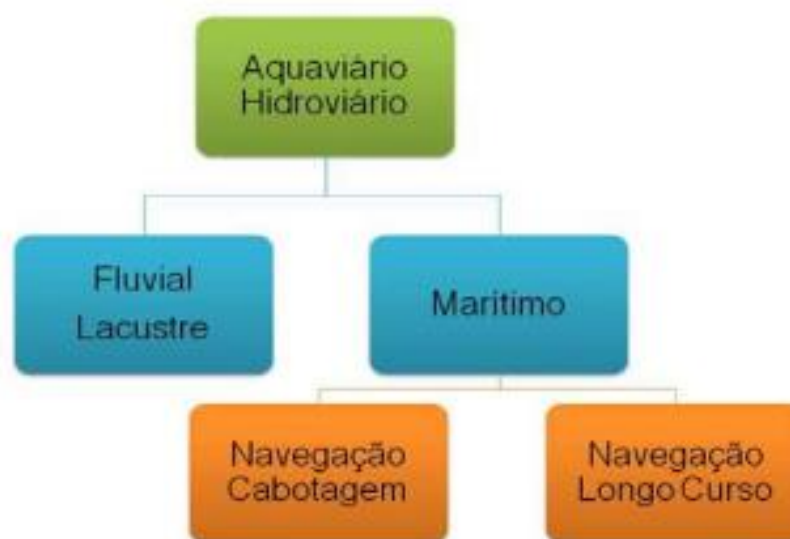 Aquaviário
Hidroviário
Fluvial
Lacustre
Maritimo
Navegação
Cabotagem
Navegação
Longo Curso